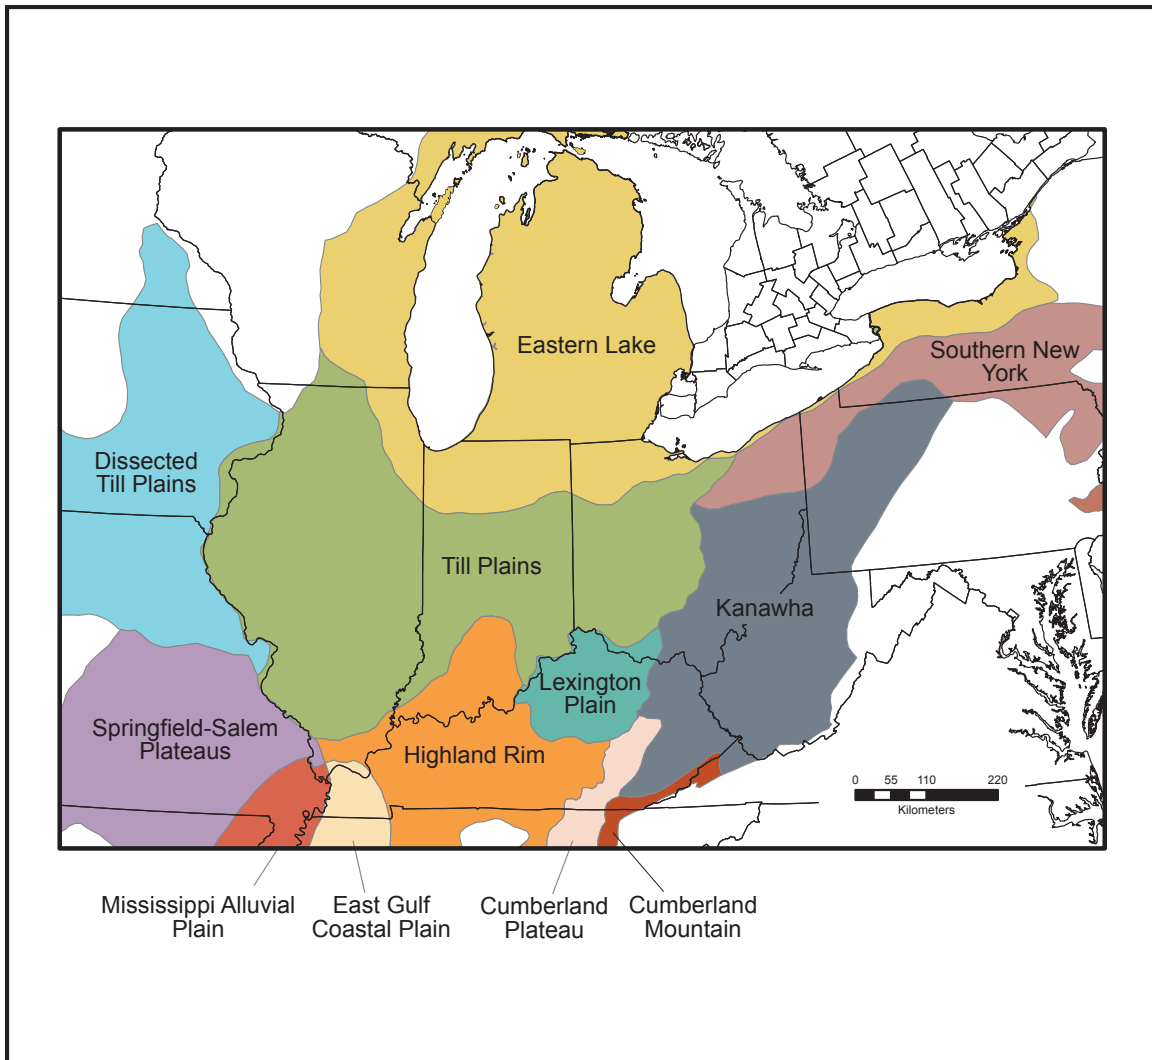 Eastern Lake
Southern New
York
Dissected
Till Plains
Till Plains
Kanawha
Lexington
Plain
Springfield-Salem
Plateaus
Highland Rim
0 55 110 220
Kilometers
Mississippi Alluvial
Plain
East Gulf
Coastal Plain
Cumberland
Plateau
Cumberland
Mountain